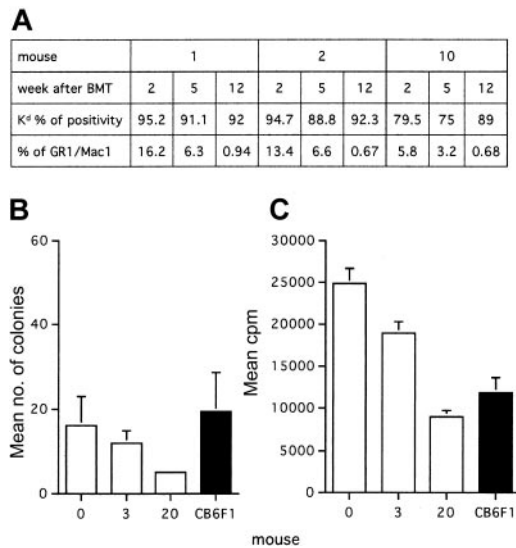 A
mouse 1 2 10
week after BMT 2 5 12 2 5 12 2 5 12
Kᵈ % of positivity 95.2 91.1 92 94.7 88.8 92.3 79.5 75 89
% of GR1/Mac1 16.2 6.3 0.94 13.4 6.6 0.67 5.8 3.2 0.68
B
Mean no. of colonies
60
40
20
0
0 3 20 CB6F1
C
Mean cpm
30000
25000
20000
15000
10000
5000
0
0 3 20 CB6F1
mouse